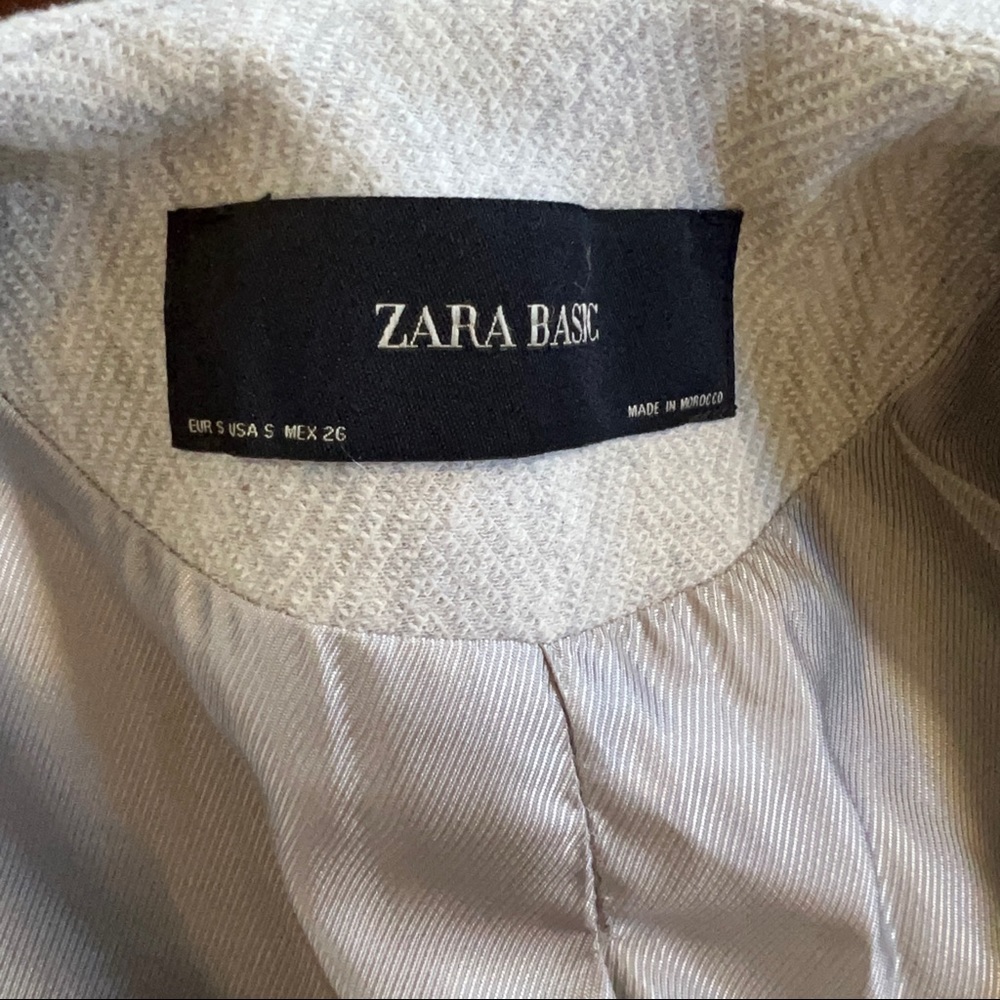 ZARA BASIC
EUR S USA S MEX 26
MADE IN MOROCCO